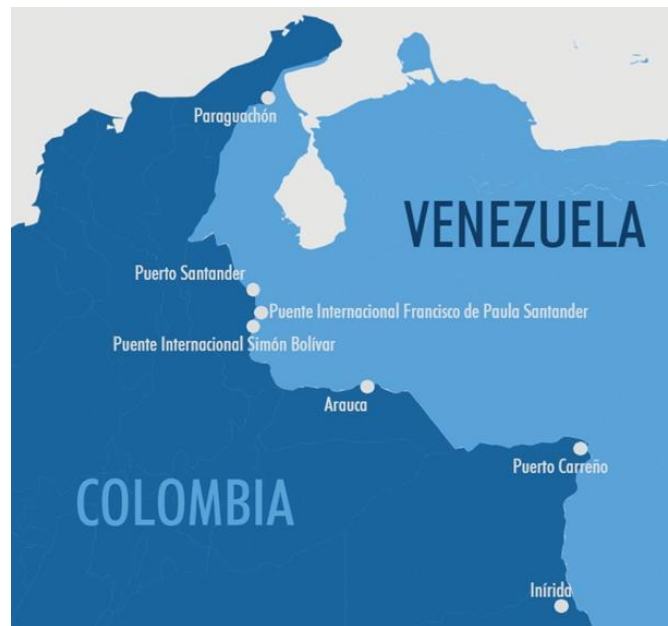 Paraguachón
VENEZUELA
Puerto Santander
Puente Internacional Francisco de Paula Santander
Puente Internacional Simón Bolívar
Arauca
Puerto Carreño
COLOMBIA
Inírida